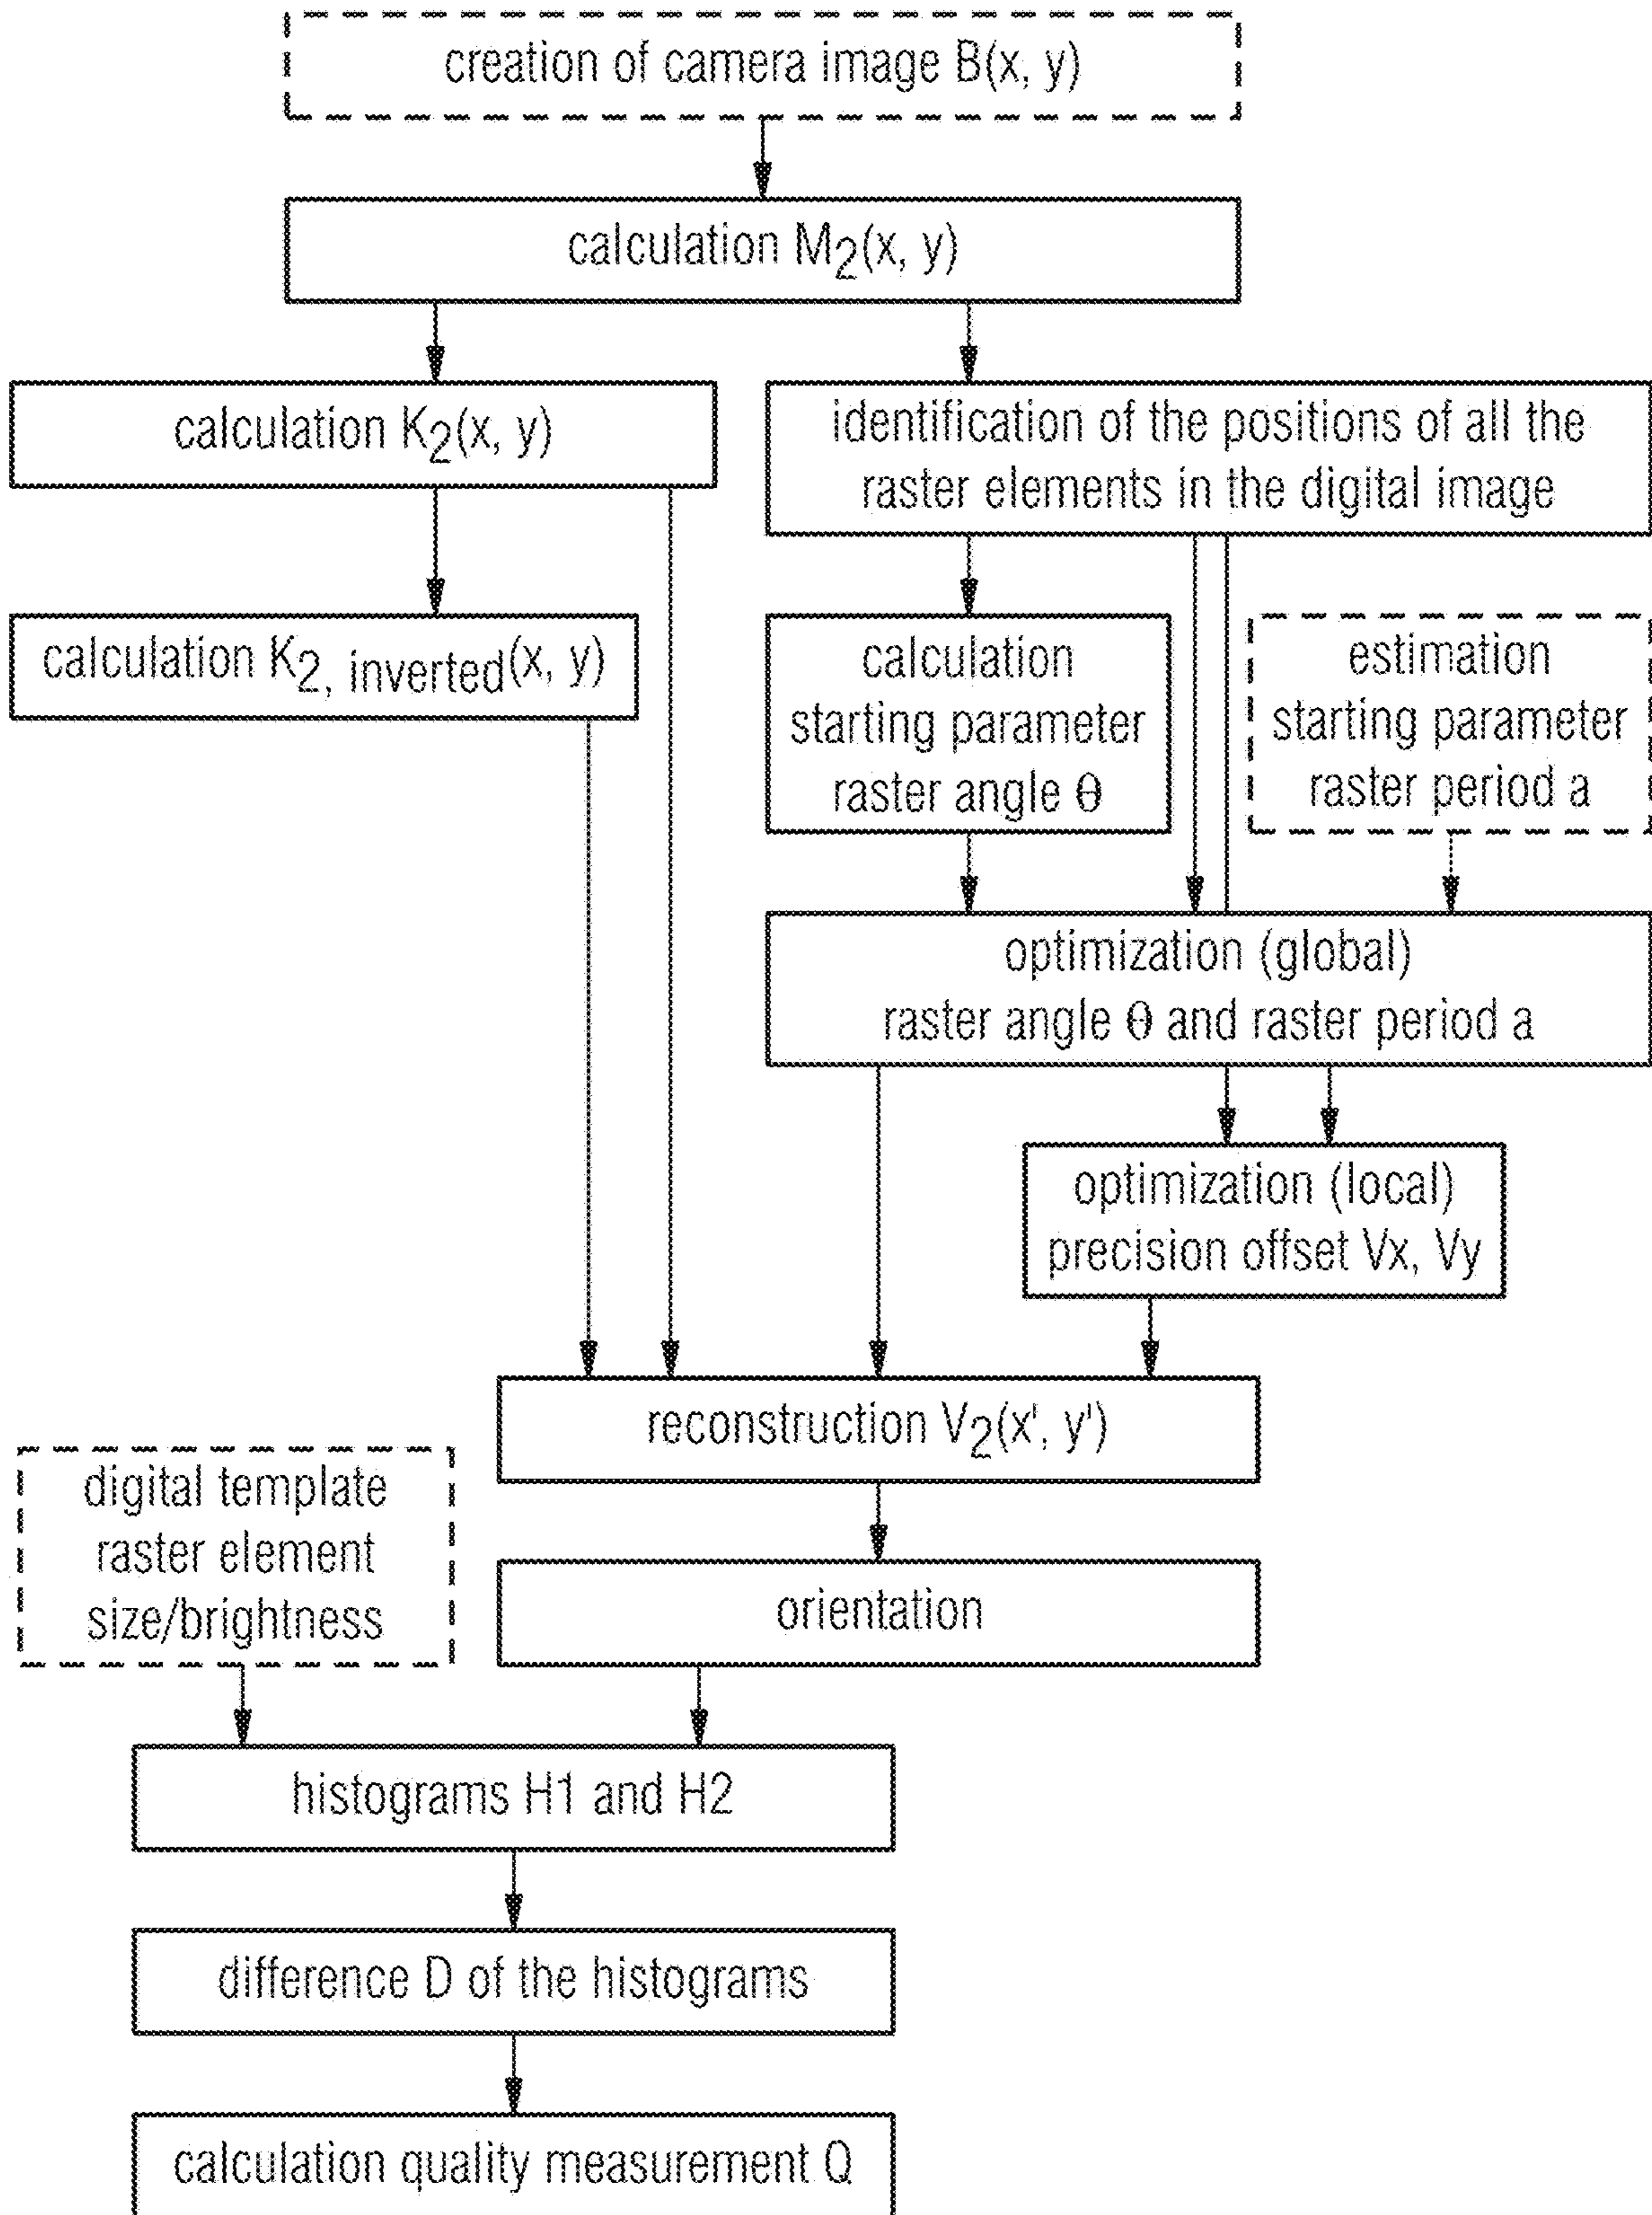 creation of camera image B(x, y)
calculation M2(x, y)
calculation K2(x, y)
identification of the positions of all the
raster elements in the digital image
calculation K2, inverted(x, y)
calculation
starting parameter
raster angle Θ
estimation
starting parameter
raster period a
optimization (global)
raster angle Θ and raster period a
optimization (local)
precision offset Vx, Vy
reconstruction V2(x', y')
digital template
raster element
size/brightness
orientation
histograms H1 and H2
difference D of the histograms
calculation quality measurement Q